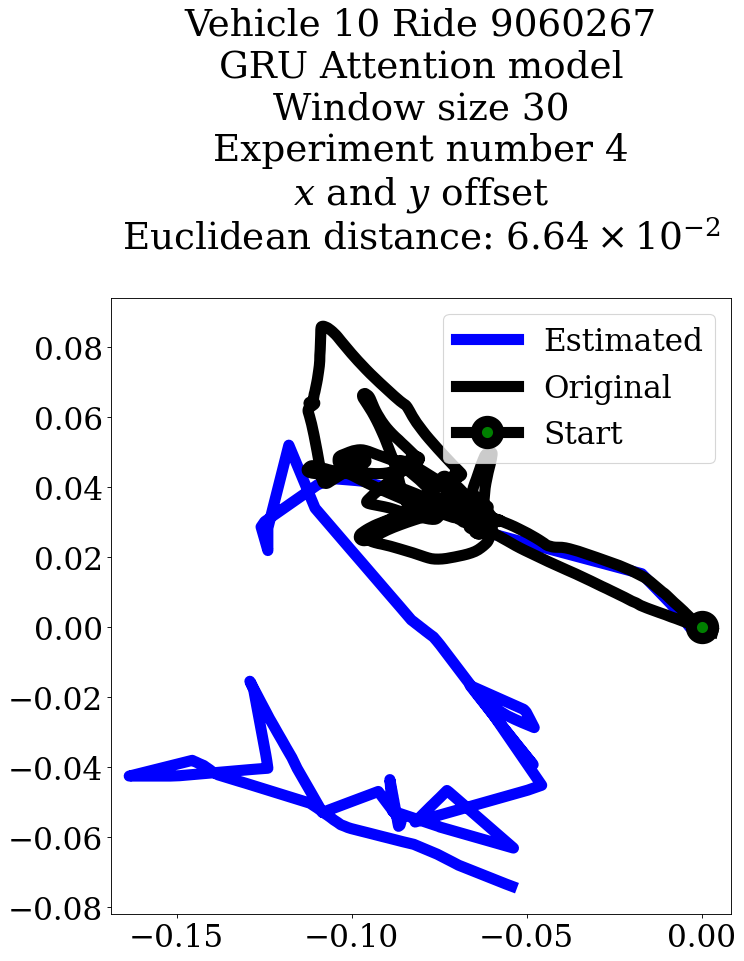 Vehicle 10 Ride 9060267
GRU Attention model
Window size 30
Experiment number 4
x and y offset
Euclidean distance: 6.64 × 10⁻²
Estimated
Original
Start
0.08
0.06
0.04
0.02
0.00
−0.02
−0.04
−0.06
−0.08
−0.15 −0.10 −0.05 0.00